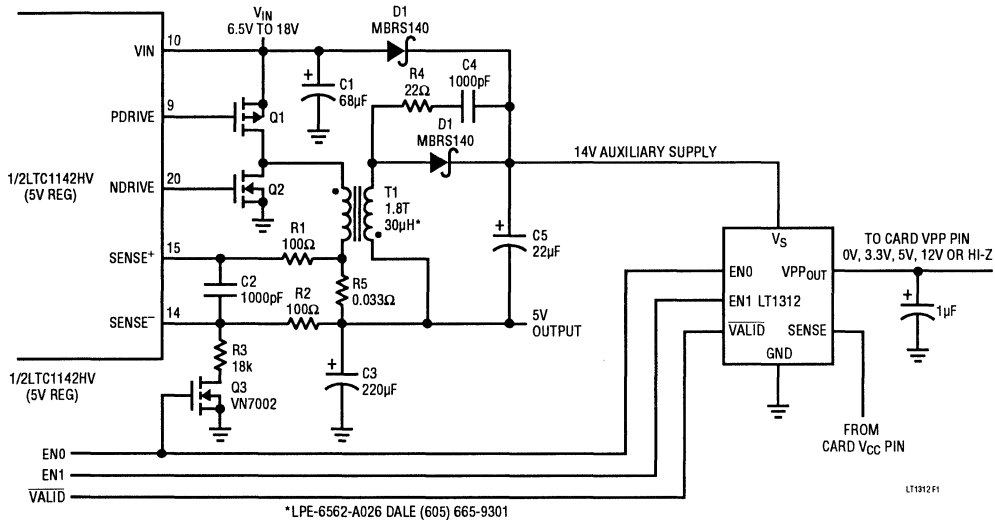 VIN
6.5V TO 18V
D1
MBRS140
VIN
10
C1
68µF
R4
22Ω
C4
1000pF
PDRIVE
9
Q1
D1
MBRS140
14V AUXILIARY SUPPLY
1/2LTC1142HV
(5V REG)
NDRIVE
20
Q2
T1
1.8T
30µH*
R1
100Ω
SENSE+
15
C2
1000pF
R2
100Ω
R5
0.033Ω
C5
22µF
SENSE−
14
5V
OUTPUT
R3
18k
C3
220µF
1/2LTC1142HV
(5V REG)
Q3
VN7002
VS
TO CARD VPP PIN
0V, 3.3V, 5V, 12V OR HI-Z
EN0
VPPOUT
EN1 LT1312
1µF
VALID
SENSE
GND
FROM
CARD VCC PIN
EN0
EN1
VALID
LT1312 F1
*LPE-6562-A026 DALE (605) 665-9301